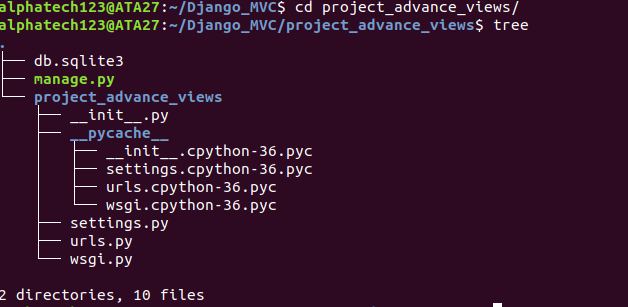 alphatech123@ATA27:~/Django_MVC$ cd project_advance_views/
alphatech123@ATA27:~/Django_MVC/project_advance_views$ tree
.
├── db.sqlite3
├── manage.py
└── project_advance_views
    ├── __init__.py
    ├── __pycache__
    │   ├── __init__.cpython-36.pyc
    │   ├── settings.cpython-36.pyc
    │   ├── urls.cpython-36.pyc
    │   └── wsgi.cpython-36.pyc
    ├── settings.py
    ├── urls.py
    └── wsgi.py
2 directories, 10 files